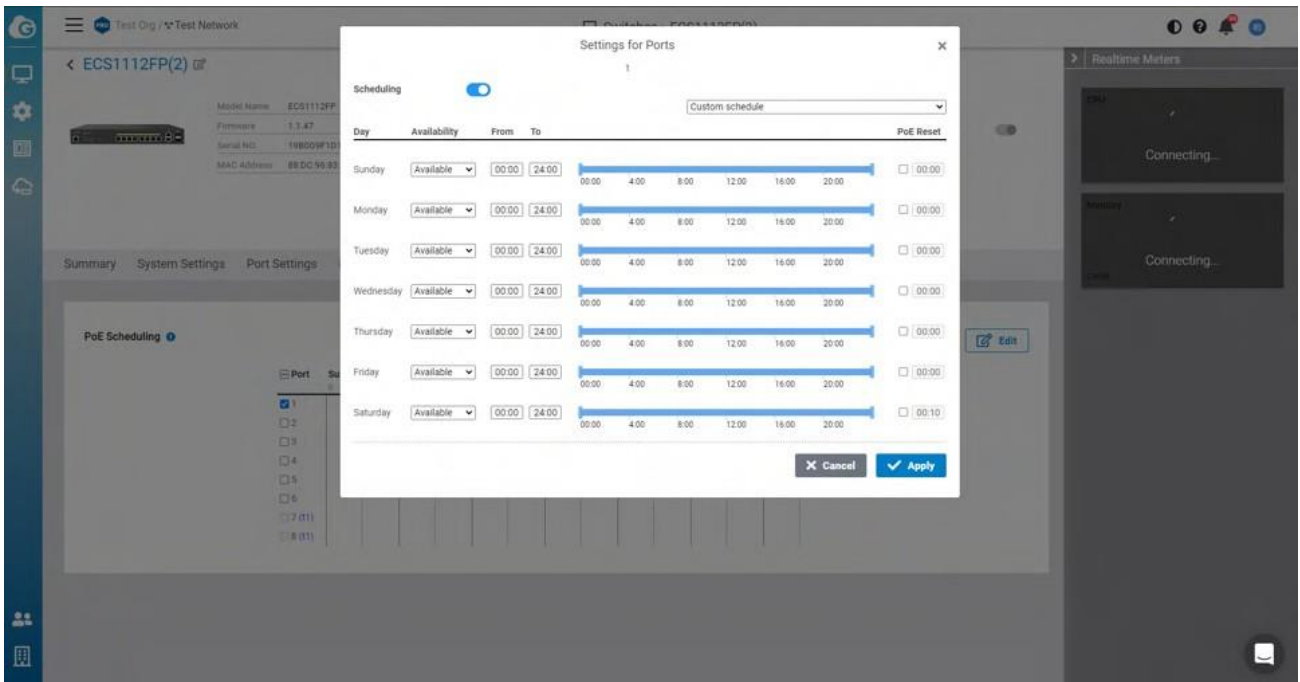 PRO Test Org / Test Network
Switches > ECS1112FP(2)
< ECS1112FP(2)
Model Name ECS1112FP
Firmware 1.1.47
Serial NO.
MAC Address
Summary System Settings Port Settings
PoE Scheduling
Edit
Port Su
1
2
3
4
5
6
7 (t1)
8 (t1)
Settings for Ports
1
Scheduling
Custom schedule
Day Availability From To PoE Reset
Sunday Available 00:00 24:00 00:00
00:00 4:00 8:00 12:00 16:00 20:00
Monday Available 00:00 24:00 00:00
00:00 4:00 8:00 12:00 16:00 20:00
Tuesday Available 00:00 24:00 00:00
00:00 4:00 8:00 12:00 16:00 20:00
Wednesday Available 00:00 24:00 00:00
00:00 4:00 8:00 12:00 16:00 20:00
Thursday Available 00:00 24:00 00:00
00:00 4:00 8:00 12:00 16:00 20:00
Friday Available 00:00 24:00 00:00
00:00 4:00 8:00 12:00 16:00 20:00
Saturday Available 00:00 24:00 00:10
00:00 4:00 8:00 12:00 16:00 20:00
Cancel Apply
> Realtime Meters
CPU
Connecting...
Memory
Connecting...